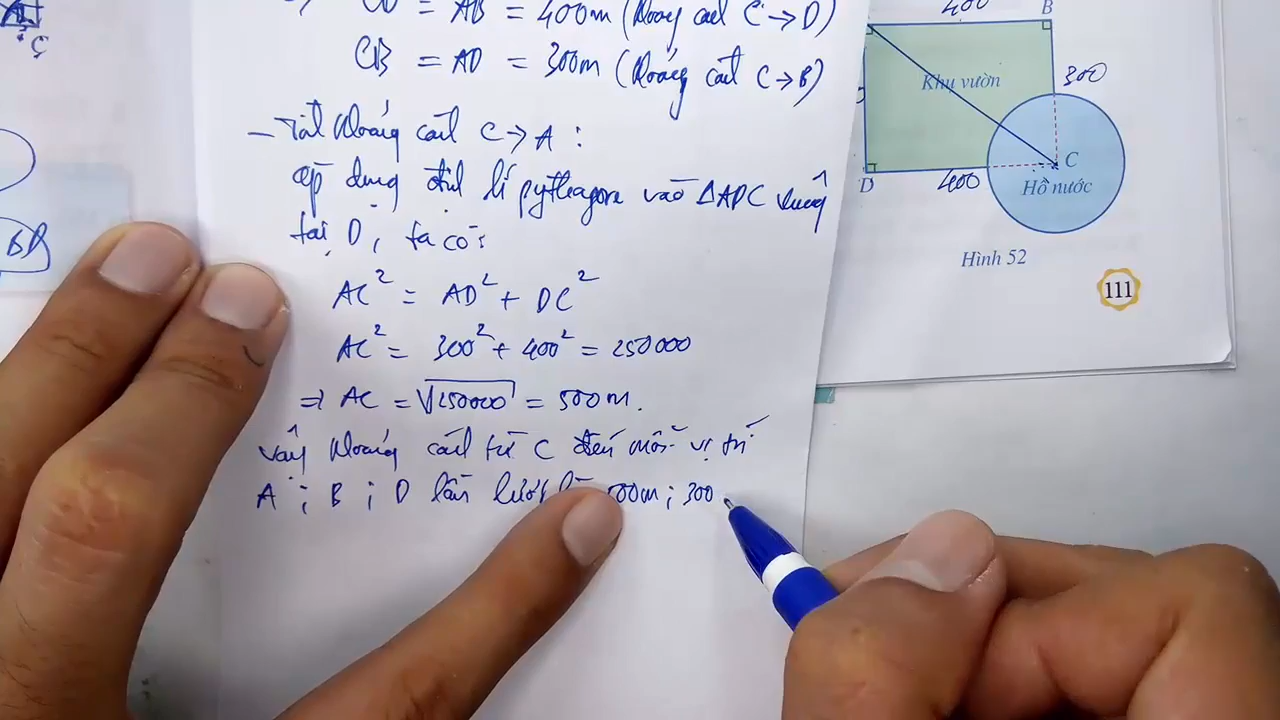 CD = AB = 400m (khoảng cách C → D)
CB = AD = 300m (khoảng cách C → B)
– Tính khoảng cách C → A :
áp dụng định lí pythagore vào ΔADC vuông
tại D, ta có:
AC² = AD² + DC²
AC² = 300² + 400² = 250000
⇒ AC = √250000 = 500m.
Vậy khoảng cách từ C đến mỗi vị trí
A ; B ; D lần lượt 500m ; 300
400
B
Khu vườn
300
C
D
400
Hồ nước
Hình 52
111